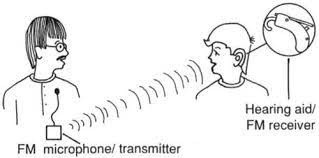 Hearing aid/
FM receiver
FM microphone/ transmitter